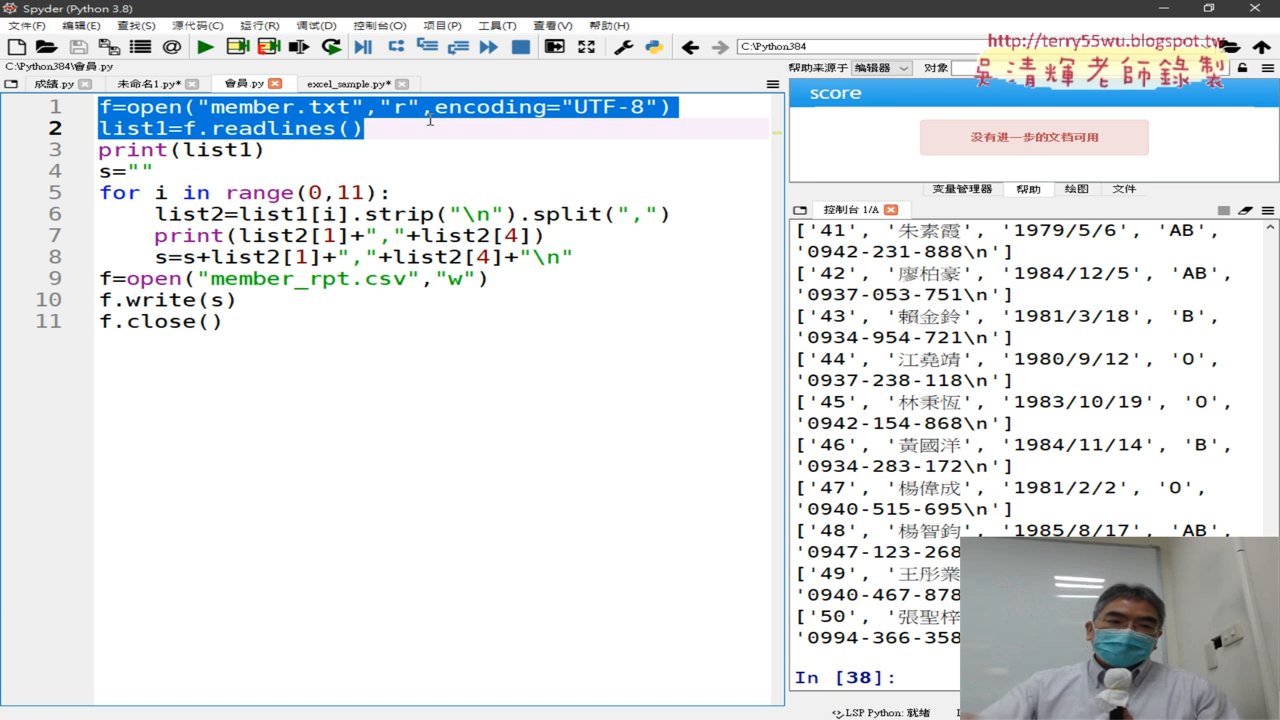 Spyder (Python 3.8)
文件(F) 编辑(E) 查找(S) 源代码(C) 运行(R) 调试(D) 控制台(O) 项目(P) 工具(T) 查看(V) 帮助(H)
C:\Python384
http://terry55wu.blogspot.tw
吳清輝老師錄製
C:\Python384\會員.py
帮助来源于 编辑器 对象
成績.py 未命名1.py* 會員.py excel_sample.py*
1 f=open("member.txt","r",encoding="UTF-8")
2 list1=f.readlines()
3 print(list1)
4 s=""
5 for i in range(0,11):
6 list2=list1[i].strip("\n").split(",")
7 print(list2[1]+","+list2[4])
8 s=s+list2[1]+","+list2[4]+"\n"
9 f=open("member_rpt.csv","w")
10 f.write(s)
11 f.close()
score
没有进一步的文档可用
变量管理器 帮助 绘图 文件
控制台 1/A
['41', '朱素霞', '1979/5/6', 'AB',
'0942-231-888\n']
['42', '廖柏豪', '1984/12/5', 'AB',
'0937-053-751\n']
['43', '賴金鈴', '1981/3/18', 'B',
'0934-954-721\n']
['44', '江堯靖', '1980/9/12', 'O',
'0937-238-118\n']
['45', '林秉恆', '1983/10/19', 'O',
'0942-154-868\n']
['46', '黃國洋', '1984/11/14', 'B',
'0934-283-172\n']
['47', '楊偉成', '1981/2/2', 'O',
'0940-515-695\n']
['48', '楊智鈞', '1985/8/17', 'AB',
'0947-123-268
['49', '王彤業
'0940-467-878
['50', '張聖梓
'0994-366-358
In [38]:
LSP Python: 就绪